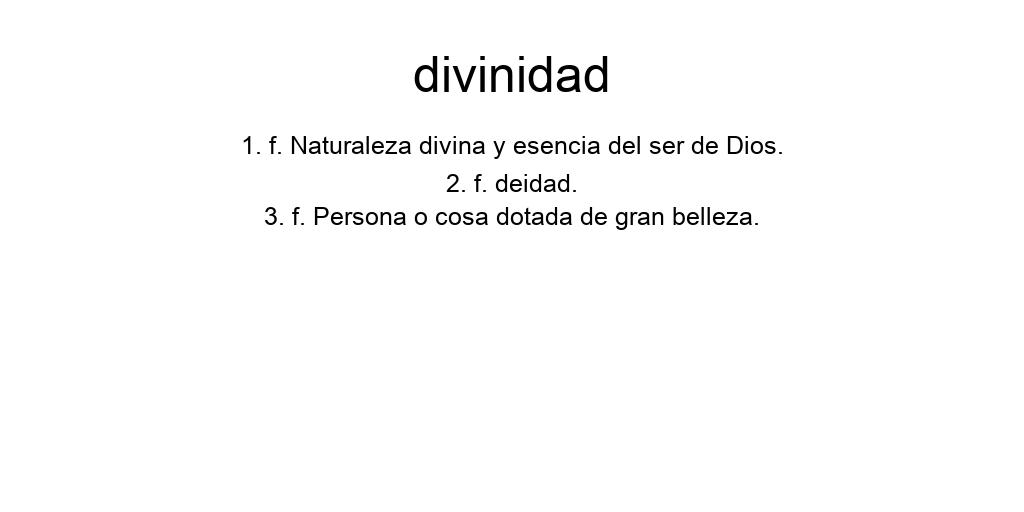 divinidad
1. f. Naturaleza divina y esencia del ser de Dios.
2. f. deidad.
3. f. Persona o cosa dotada de gran belleza.